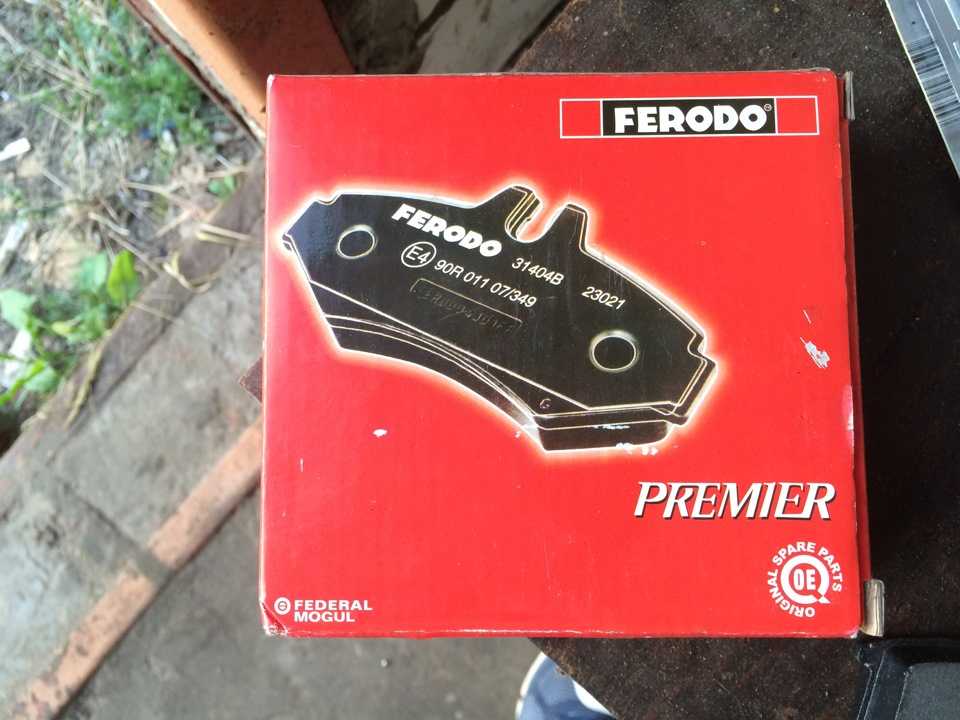 FERODO
FERODO
31404B 23021
E4 90R 011 07/349
G
PREMIER
ORIGINAL SPARE PARTS
OE
FEDERAL
MOGUL